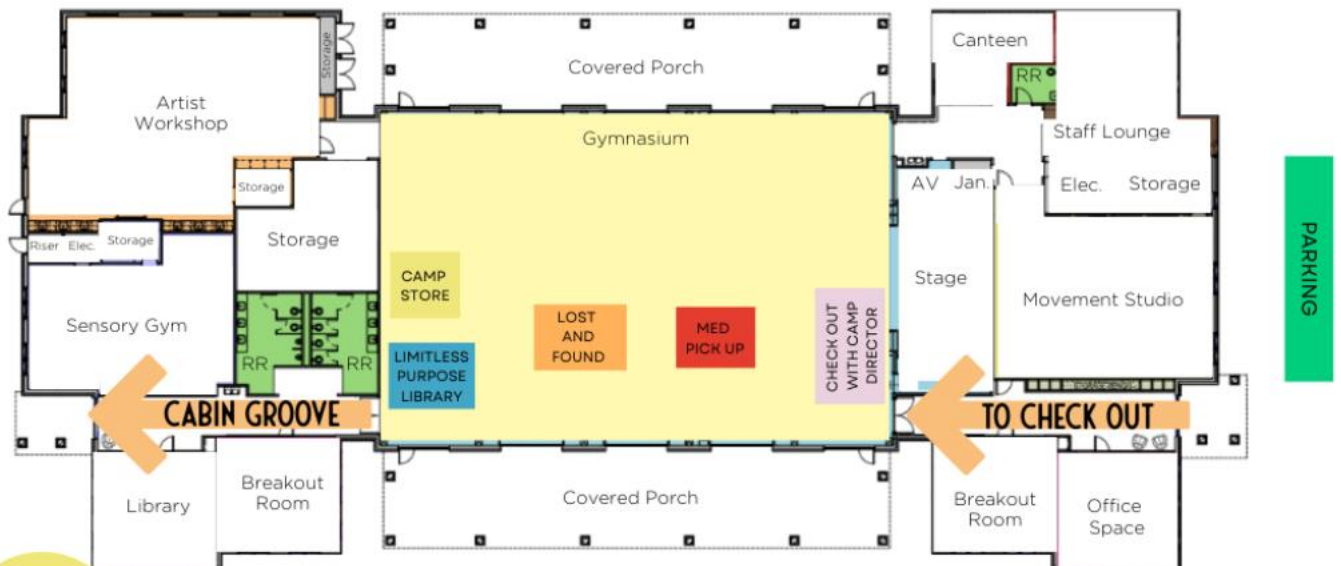 Canteen
Storage
Covered Porch
RR
Artist
Workshop
Gymnasium
Staff Lounge
Storage
AV
Jan.
Elec.
Storage
Riser
Elec.
Storage
Storage
CAMP
STORE
Stage
Movement Studio
PARKING
Sensory Gym
LOST
AND
FOUND
MED
PICK UP
CHECK OUT
WITH CAMP
DIRECTOR
RR
RR
LIMITLESS
PURPOSE
LIBRARY
CABIN GROOVE
TO CHECK OUT
Library
Breakout
Room
Covered Porch
Breakout
Room
Office
Space